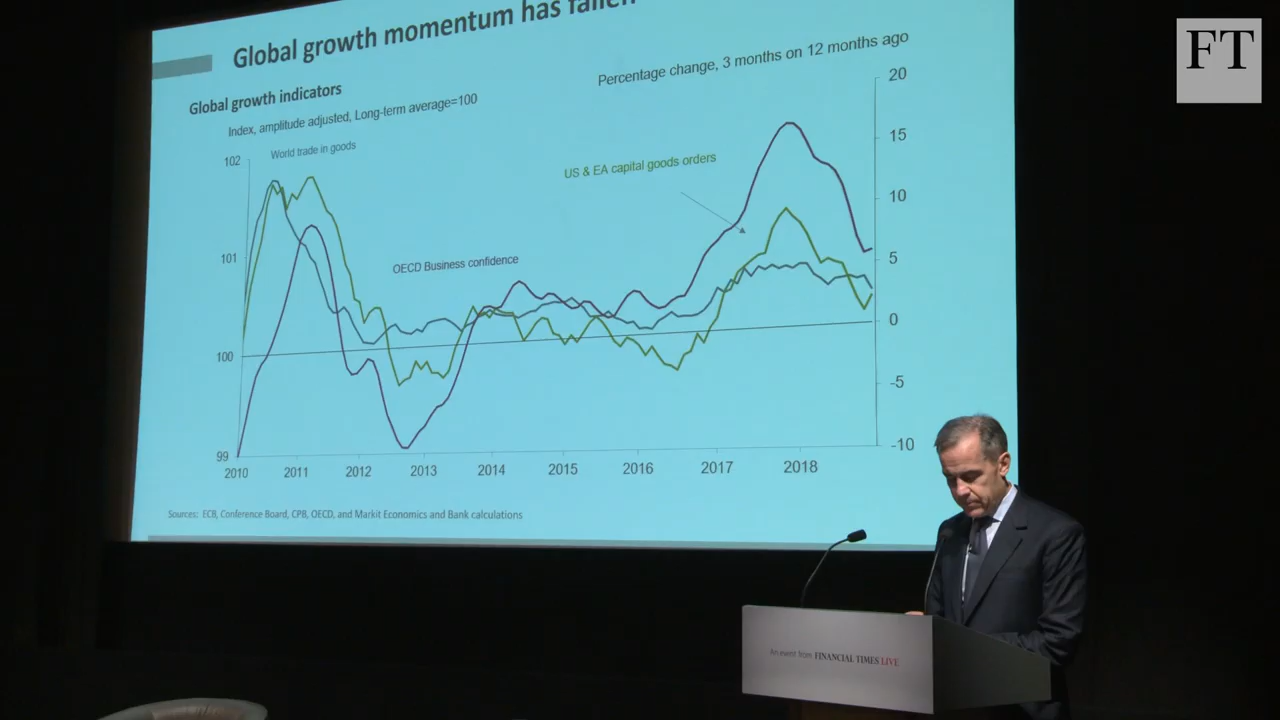 Global growth momentum has fallen
FT
Global growth indicators
Index, amplitude adjusted, Long-term average=100
Percentage change, 3 months on 12 months ago
World trade in goods
US & EA capital goods orders
OECD Business confidence
102
101
100
99
20
15
10
5
0
-5
-10
2010 2011 2012 2013 2014 2015 2016 2017 2018
Sources: ECB, Conference Board, CPB, OECD, and Markit Economics and Bank calculations
An event from FINANCIAL TIMES LIVE